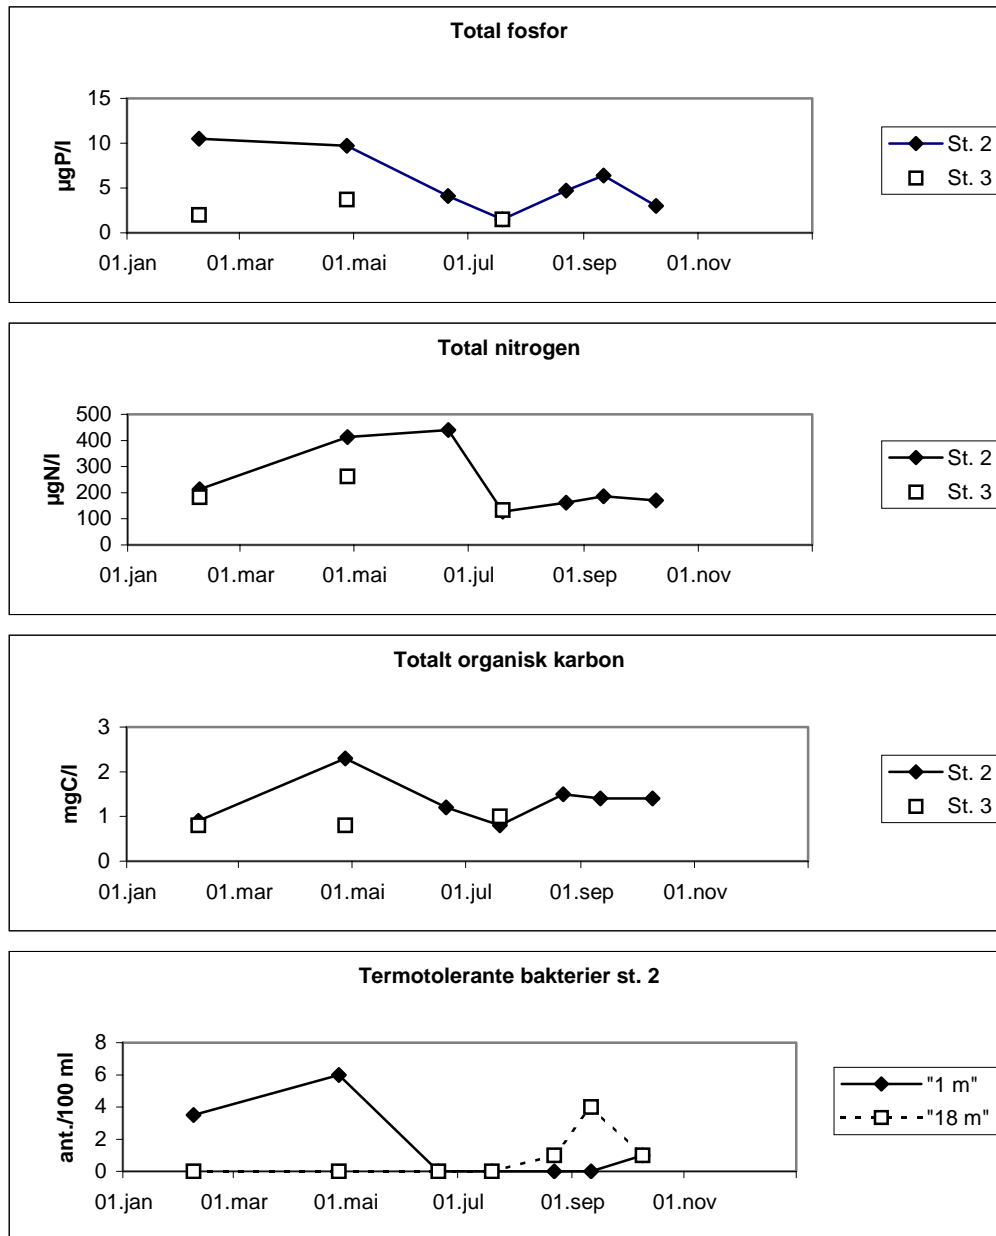 Total fosfor
15
10
5
0
µgP/l
01.jan 01.mar 01.mai 01.jul 01.sep 01.nov
St. 2
St. 3
Total nitrogen
500
400
300
200
100
0
µgN/l
01.jan 01.mar 01.mai 01.jul 01.sep 01.nov
St. 2
St. 3
Totalt organisk karbon
3
2
1
0
mgC/l
01.jan 01.mar 01.mai 01.jul 01.sep 01.nov
St. 2
St. 3
Termotolerante bakterier st. 2
8
6
4
2
0
ant./100 ml
01.jan 01.mar 01.mai 01.jul 01.sep 01.nov
"1 m"
"18 m"